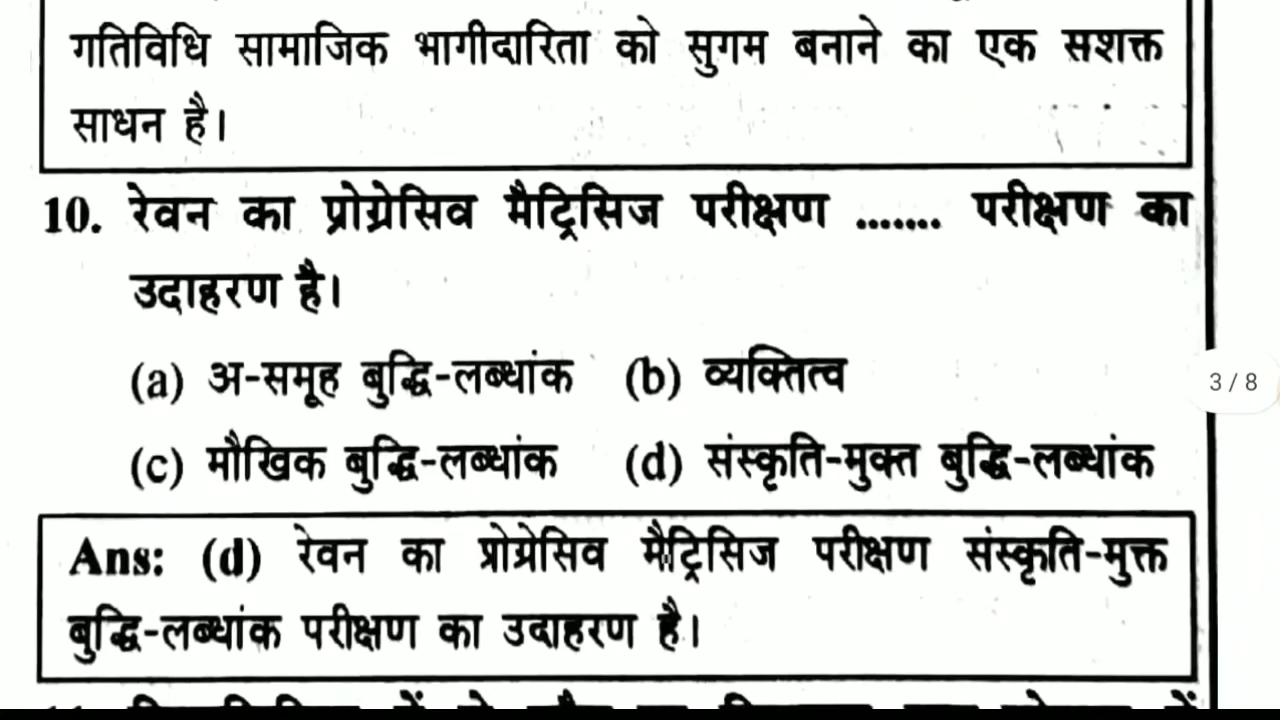 गतिविधि सामाजिक भागीदारिता को सुगम बनाने का एक सशक्त
साधन है।
10. रेवन का प्रोग्रेसिव मैट्रिसिज परीक्षण ....... परीक्षण का
उदाहरण है।
(a) अ-समूह बुद्धि-लब्धांक (b) व्यक्तित्व
(c) मौखिक बुद्धि-लब्धांक (d) संस्कृति-मुक्त बुद्धि-लब्धांक
3 / 8
Ans: (d) रेवन का प्रोग्रेसिव मैट्रिसिज परीक्षण संस्कृति-मुक्त
बुद्धि-लब्धांक परीक्षण का उदाहरण है।